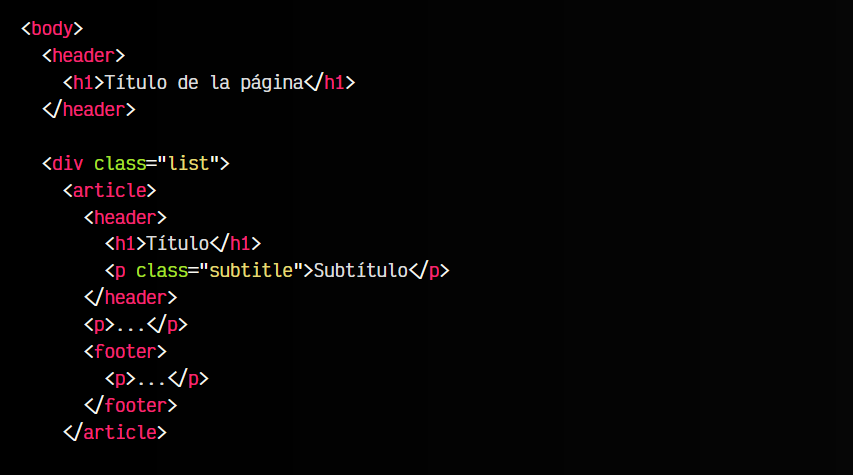 <body>
<header>
<h1>Título de la página</h1>
</header>
<div class="list">
<article>
<header>
<h1>Título</h1>
<p class="subtitle">Subtítulo</p>
</header>
<p>...</p>
<footer>
<p>...</p>
</footer>
</article>